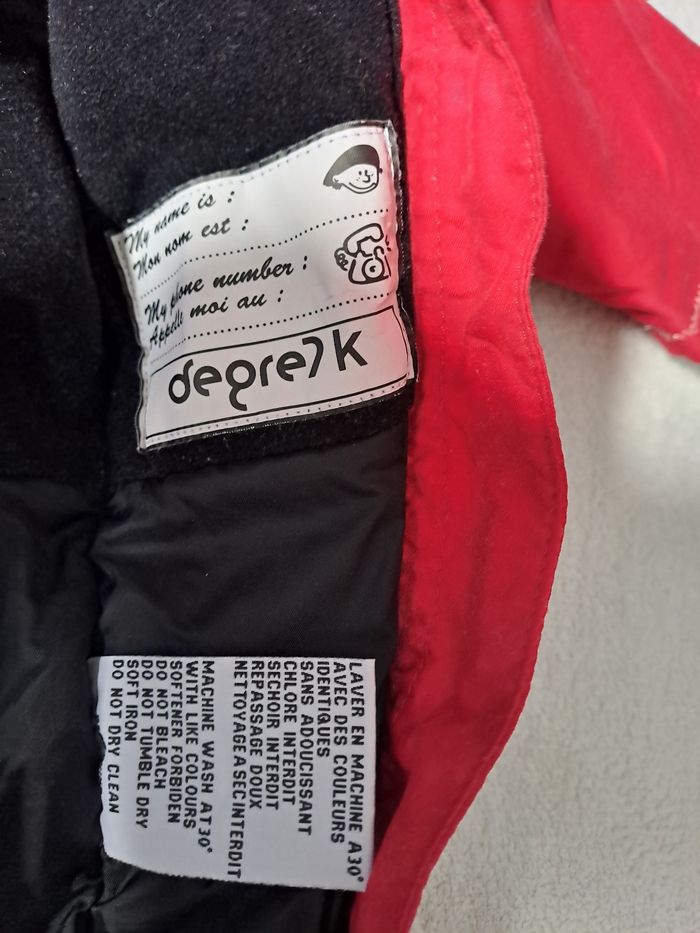 My name is :
Mon nom est :
My phone number :
Appelle moi au :
degre7 K
LAVER EN MACHINE A30°
AVEC DES COULEURS
IDENTIQUES
SANS ADOUCISSANT
CHLORE INTERDIT
SECHOIR INTERDIT
REPASSAGE DOUX
NETTOYAGE A SEC INTERDIT
MACHINE WASH AT30°
WITH LIKE COLOURS
SOFTENER FORBIDEN
DO NOT BLEACH
DO NOT TUMBLE DRY
SOFT IRON
DO NOT DRY CLEAN